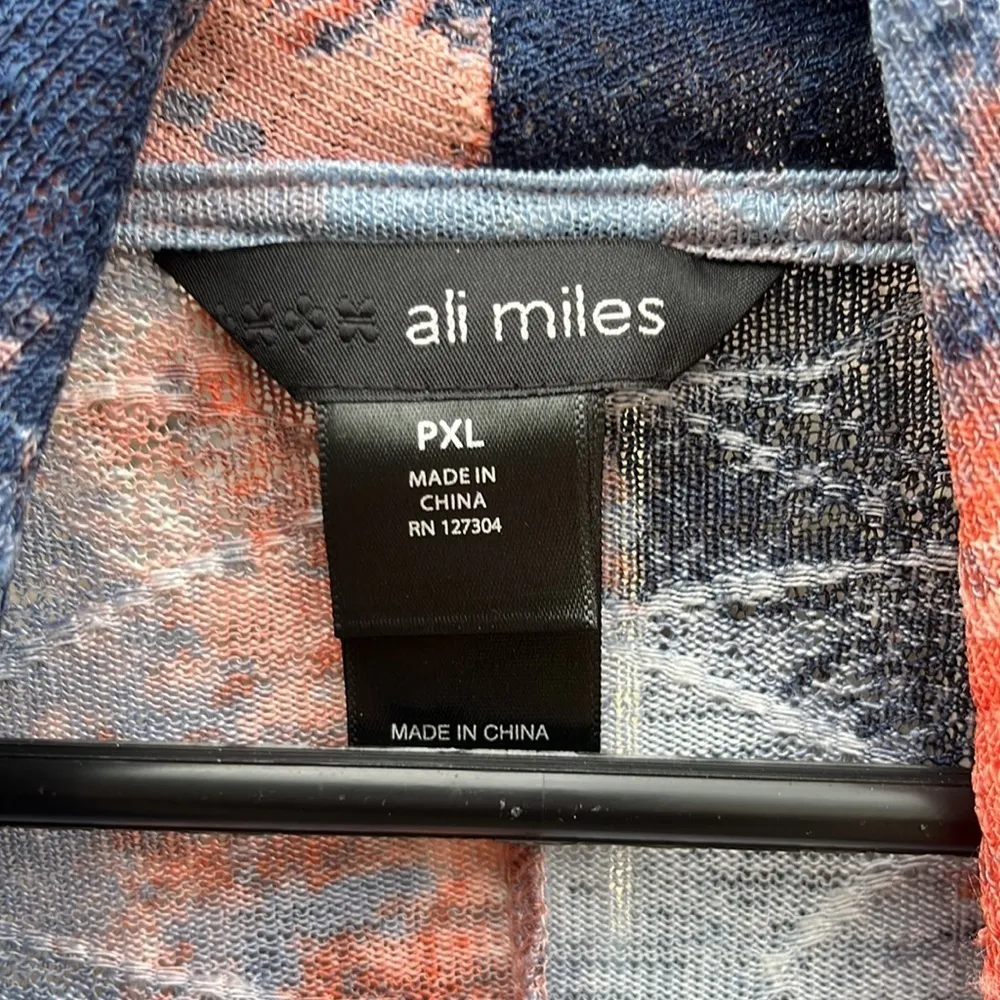 ali miles
PXL
MADE IN
CHINA
RN 127304
MADE IN CHINA